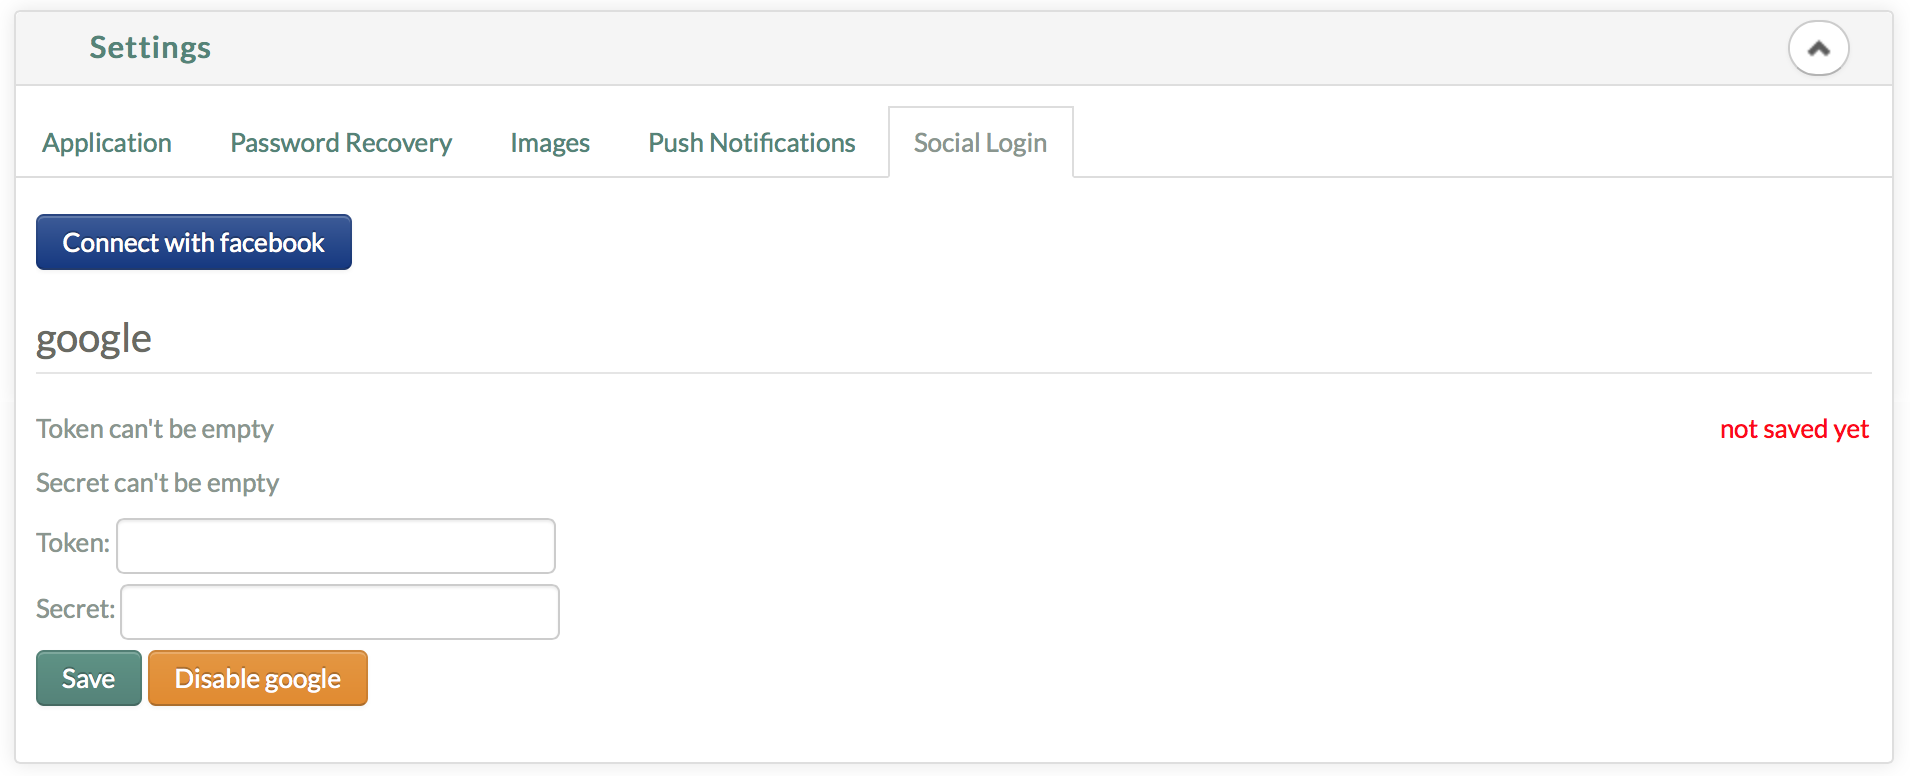 Settings
Application Password Recovery Images Push Notifications Social Login
Connect with facebook
google
Token can't be empty not saved yet
Secret can't be empty
Token:
Secret:
Save Disable google